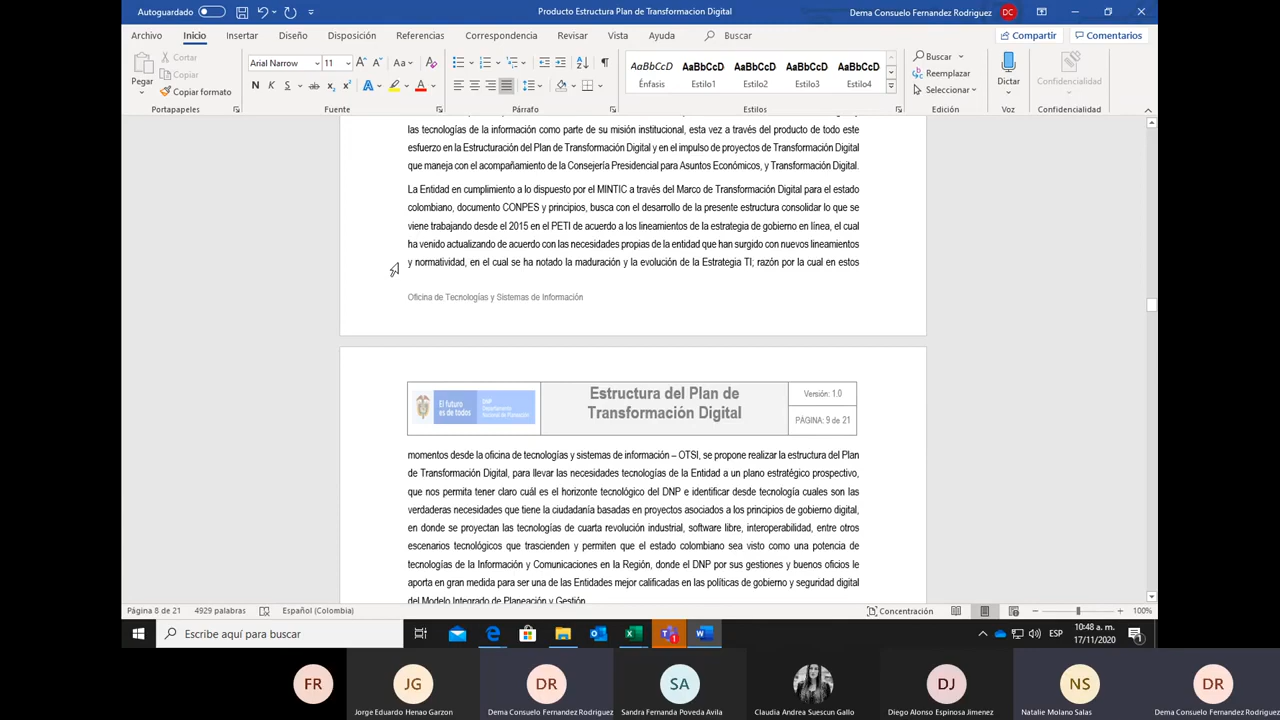 Autoguardado
Producto Estructura Plan de Transformacion Digital
Dema Consuelo Fernandez Rodriguez
DC
Archivo Inicio Insertar Diseño Disposición Referencias Correspondencia Revisar Vista Ayuda Buscar
Compartir Comentarios
Pegar
Cortar
Copiar
Copiar formato
Portapapeles
Arial Narrow 11
Fuente
Párrafo
AaBbCcD AaBbCcD AaBbCcD AaBbCcD AaBbCcD
Énfasis Estilo1 Estilo2 Estilo3 Estilo4
Estilos
Buscar
Reemplazar
Seleccionar
Edición
Dictar
Voz
Confidencialidad
Confidencialidad
las tecnologías de la información como parte de su misión institucional, esta vez a través del producto de todo este
esfuerzo en la Estructuración del Plan de Transformación Digital y en el impulso de proyectos de Transformación Digital
que maneja con el acompañamiento de la Consejería Presidencial para Asuntos Económicos, y Transformación Digital.
La Entidad en cumplimiento a lo dispuesto por el MINTIC a través del Marco de Transformación Digital para el estado
colombiano, documento CONPES y principios, busca con el desarrollo de la presente estructura consolidar lo que se
viene trabajando desde el 2015 en el PETI de acuerdo a los lineamientos de la estrategia de gobierno en línea, el cual
ha venido actualizando de acuerdo con las necesidades propias de la entidad que han surgido con nuevos lineamientos
y normatividad, en el cual se ha notado la maduración y la evolución de la Estrategia TI; razón por la cual en estos
Oficina de Tecnologías y Sistemas de Información
El futuro
es de todos
DNP
Departamento
Nacional de Planeación
Estructura del Plan de
Transformación Digital
Versión: 1.0
PÁGINA: 9 de 21
momentos desde la oficina de tecnologías y sistemas de información – OTSI, se propone realizar la estructura del Plan
de Transformación Digital, para llevar las necesidades tecnologías de la Entidad a un plano estratégico prospectivo,
que nos permita tener claro cuál es el horizonte tecnológico del DNP e identificar desde tecnología cuales son las
verdaderas necesidades que tiene la ciudadanía basadas en proyectos asociados a los principios de gobierno digital,
en donde se proyectan las tecnologías de cuarta revolución industrial, software libre, interoperabilidad, entre otros
escenarios tecnológicos que trascienden y permiten que el estado colombiano sea visto como una potencia de
tecnologías de la Información y Comunicaciones en la Región, donde el DNP por sus gestiones y buenos oficios le
aporta en gran medida para ser una de las Entidades mejor calificadas en las políticas de gobierno y seguridad digital
del Modelo Integrado de Planeación y Gestión.
Página 8 de 21 4929 palabras Español (Colombia)
Concentración
100%
Escribe aquí para buscar
ESP
10:48 a. m.
17/11/2020
FR JG DR SA DJ NS DR
Jorge Eduardo Henao Garzon
Dema Consuelo Fernandez Rodriguez
Sandra Fernanda Poveda Avila
Claudia Andrea Suescun Gallo
Diego Alonso Espinosa Jimenez
Natalie Molano Salas
Dema Consuelo Fernandez Rodriguez